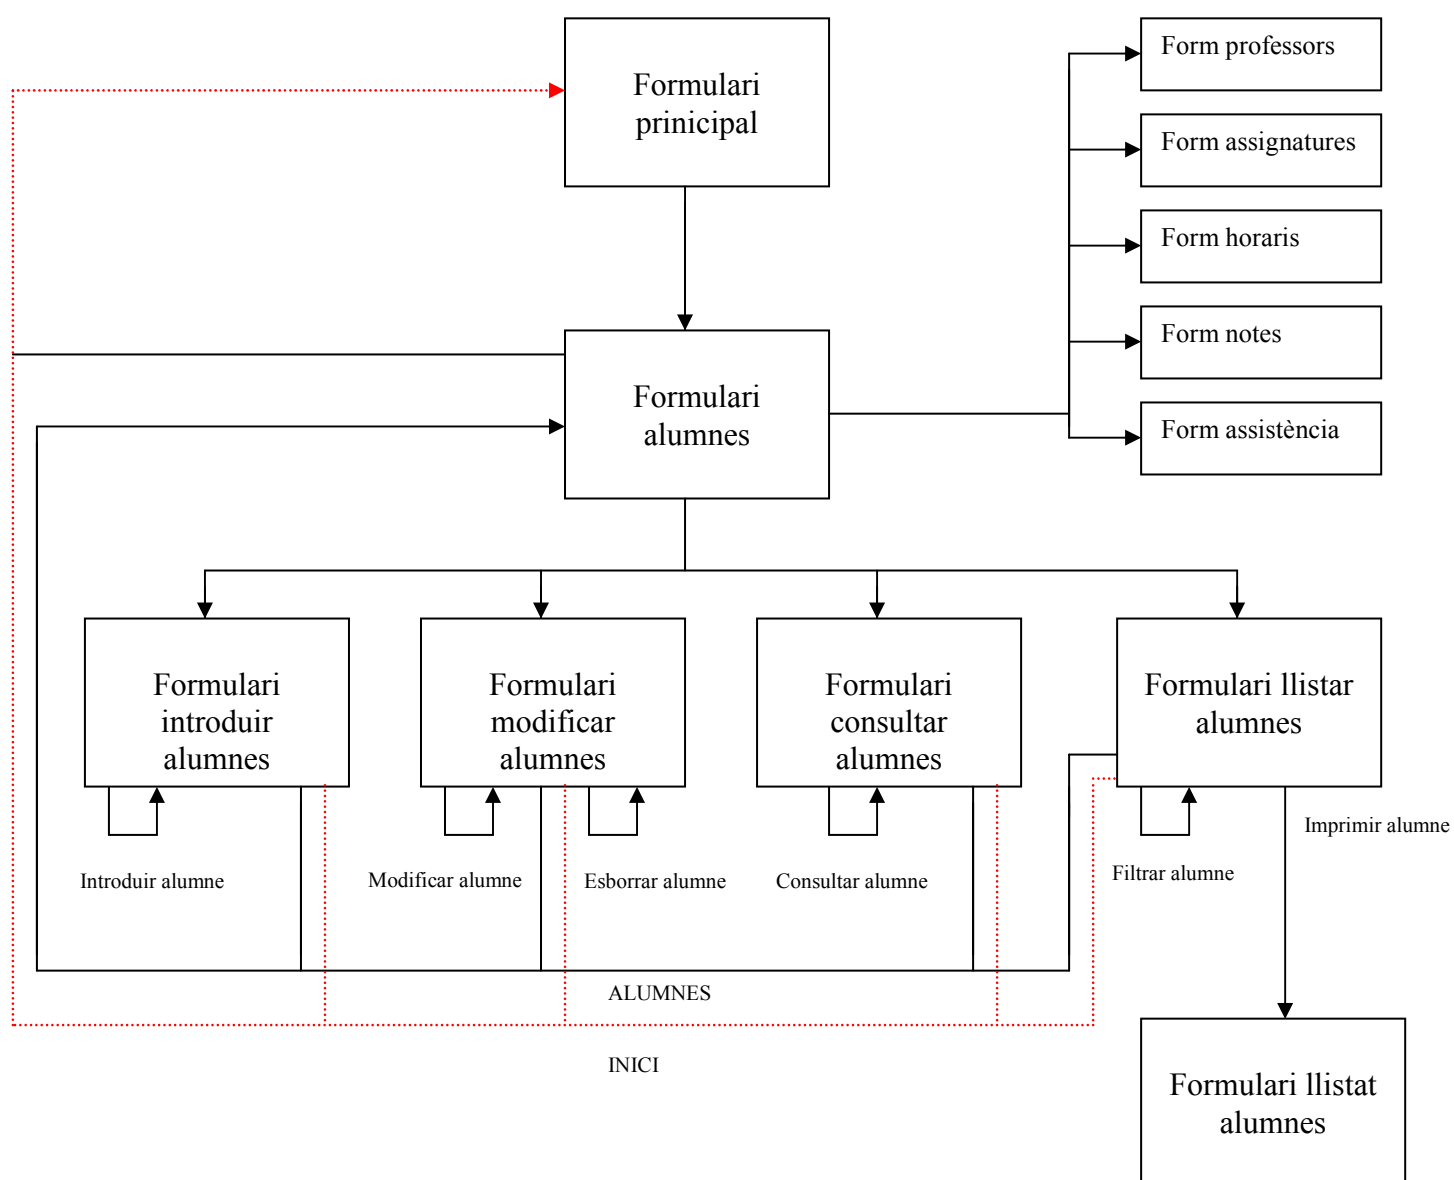 Formulari
prinicipal
Form professors
Form assignatures
Form horaris
Form notes
Form assistència
Formulari
alumnes
Formulari
introduir
alumnes
Formulari
modificar
alumnes
Formulari
consultar
alumnes
Formulari llistar
alumnes
Introduir alumne
Modificar alumne
Esborrar alumne
Consultar alumne
Filtrar alumne
Imprimir alumne
ALUMNES
INICI
Formulari llistat
alumnes